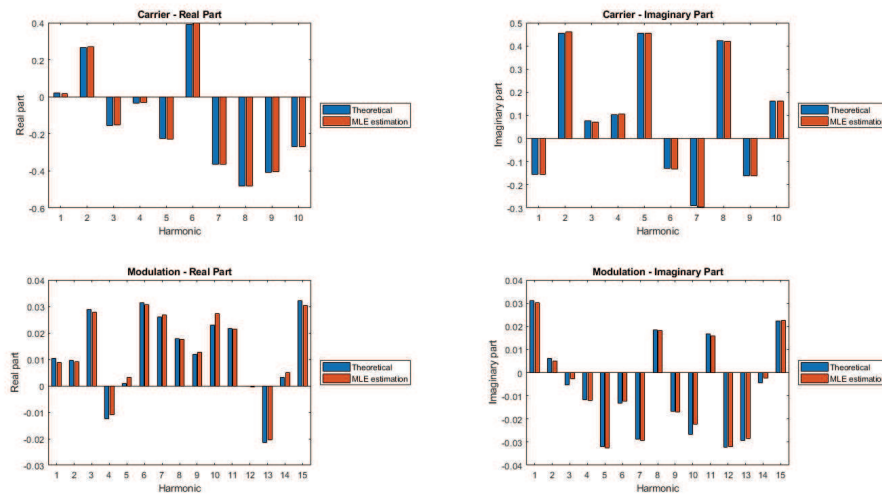 Carrier - Real Part
0.4
0.2
0
-0.2
-0.4
-0.6
Real part
1 2 3 4 5 6 7 8 9 10
Harmonic
Theoretical
MLE estimation
Carrier - Imaginary Part
0.5
0.4
0.3
0.2
0.1
0
-0.1
-0.2
-0.3
Imaginary part
1 2 3 4 5 6 7 8 9 10
Harmonic
Theoretical
MLE estimation
Modulation - Real Part
0.04
0.03
0.02
0.01
0
-0.01
-0.02
-0.03
Real part
1 2 3 4 5 6 7 8 9 10 11 12 13 14 15
Harmonic
Theoretical
MLE estimation
Modulation - Imaginary Part
0.04
0.03
0.02
0.01
0
-0.01
-0.02
-0.03
-0.04
Imaginary part
1 2 3 4 5 6 7 8 9 10 11 12 13 14 15
Harmonic
Theoretical
MLE estimation